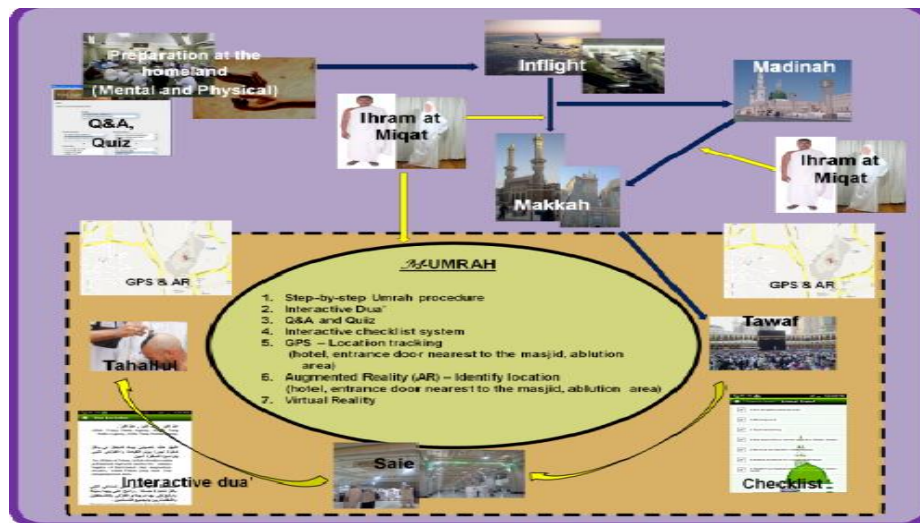 Preparation at the
homeland
(Mental and Physical)
Inflight
Madinah
Q&A,
Quiz
Ihram at
Miqat
Ihram at
Miqat
Makkah
GPS & AR
GPS & AR
M-UMRAH
1. Step-by-step Umrah procedure
2. Interactive Dua'
3. Q&A and Quiz
4. Interactive checklist system
5. GPS – Location tracking
(hotel, entrance door nearest to the masjid, ablution
area)
6. Augmented Reality (AR) – Identify location
(hotel, entrance door nearest to the masjid, ablution area)
7. Virtual Reality
Tawaf
Tahallul
Saie
Interactive dua'
Checklist